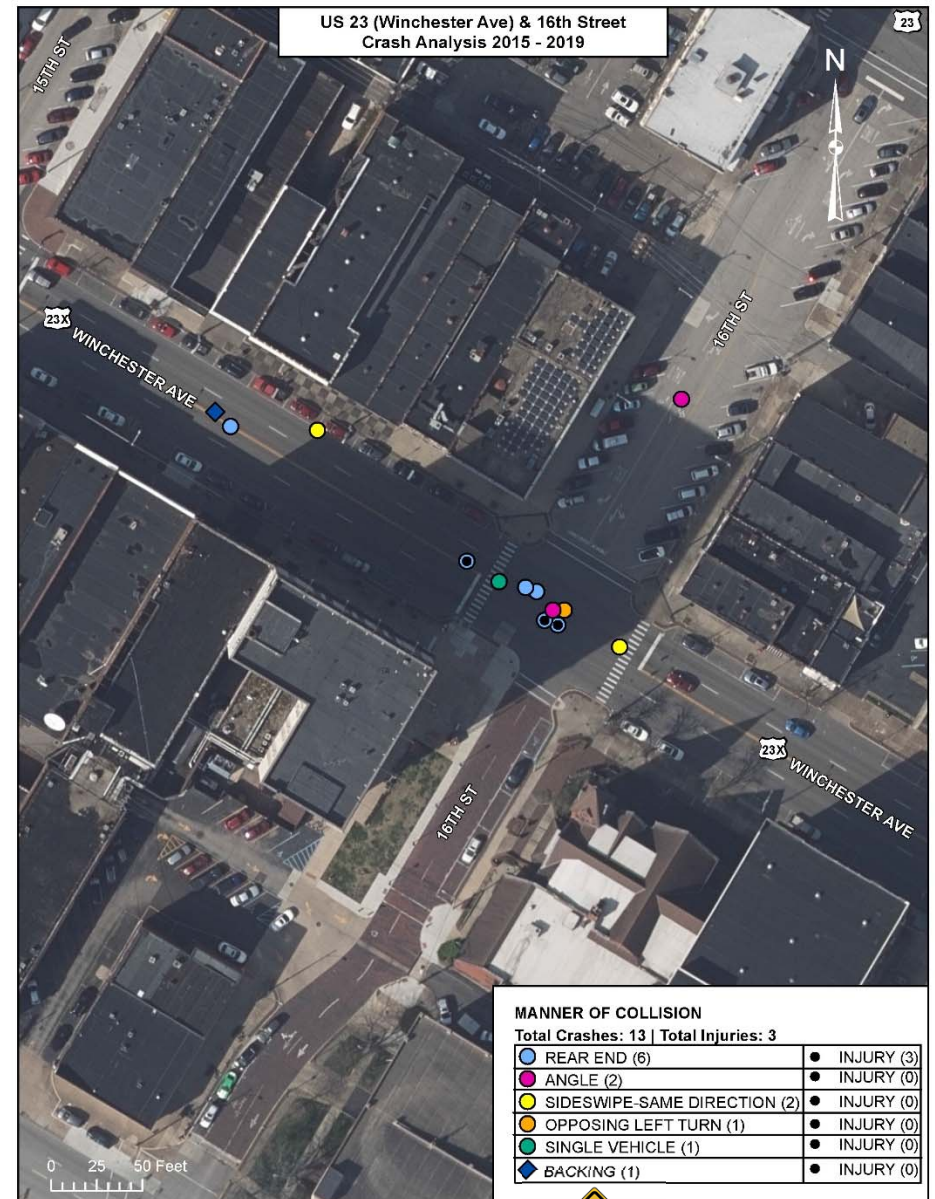 US 23 (Winchester Ave) & 16th Street
Crash Analysis 2015 - 2019
23
15TH ST
N
16TH ST
23X
WINCHESTER AVE
23X
WINCHESTER AVE
16TH ST
MANNER OF COLLISION
Total Crashes: 13 | Total Injuries: 3
REAR END (6) INJURY (3)
ANGLE (2) INJURY (0)
SIDESWIPE-SAME DIRECTION (2) INJURY (0)
OPPOSING LEFT TURN (1) INJURY (0)
SINGLE VEHICLE (1) INJURY (0)
BACKING (1) INJURY (0)
0 25 50 Feet